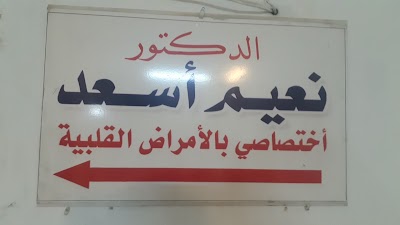 الدكتور
نعيم أسعد
أختصاصي بالأمراض القلبية